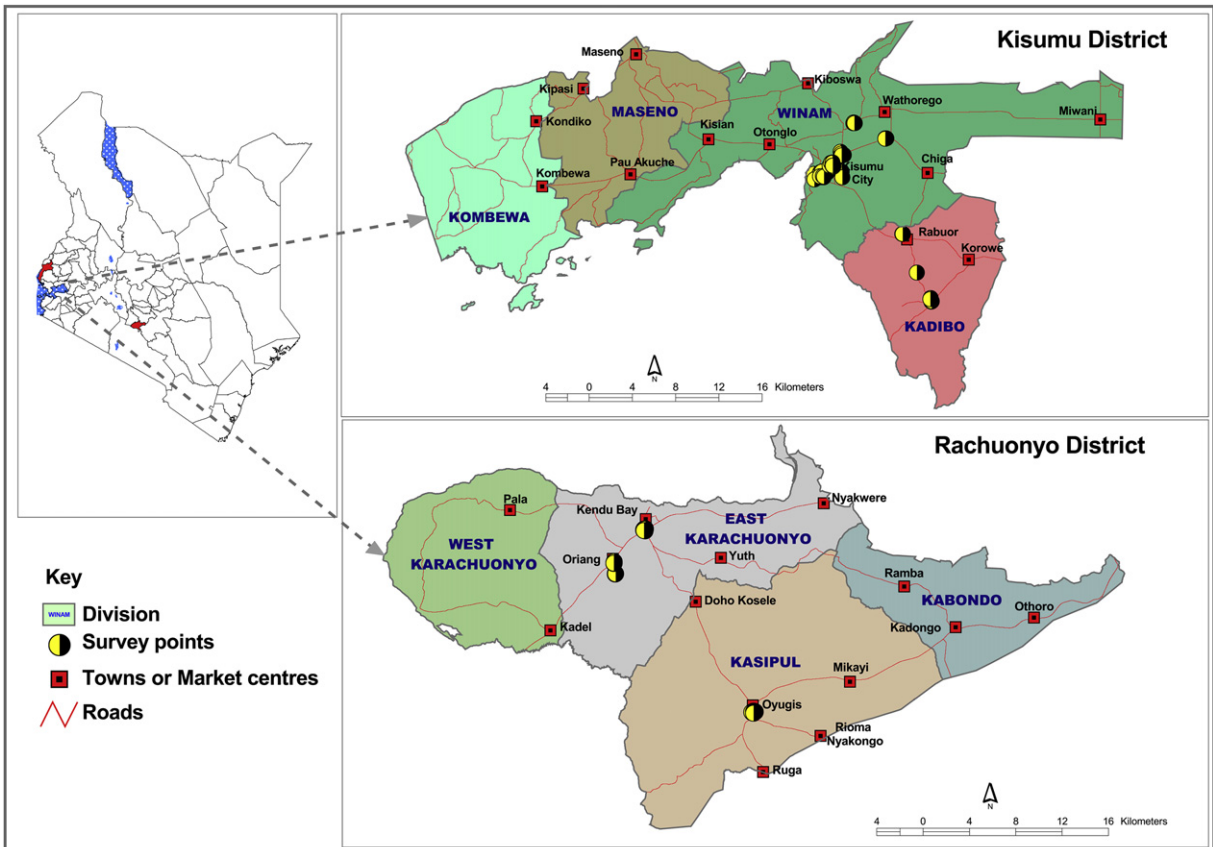 Kisumu District
Maseno
Kipasi
Kiboswa
MASENO
WINAM
Wathorego
Miwani
Kondiko
Kisian
Otonglo
Pau Akuche
Kombewa
Kisumu
City
Chiga
KOMBEWA
Rabuor
Korowe
KADIBO
N
4 0 4 8 12 16 Kilometers
Rachuonyo District
Pala
Kendu Bay
Nyakwere
EAST
KARACHUONYO
WEST
KARACHUONYO
Oriang
Yuth
Ramba
KABONDO
Othoro
Doho Kosele
Kadongo
Kadel
KASIPUL
Mikayi
Oyugis
Rioma
Nyakongo
Ruga
N
4 0 4 8 12 16 Kilometers
Key
WINAM
Division
Survey points
Towns or Market centres
Roads